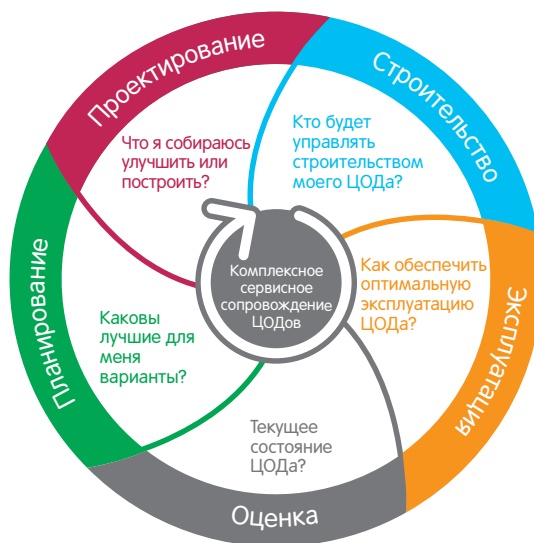 Проектирование
Что я собираюсь
улучшить или
построить?
Строительство
Кто будет
управлять
строительством
моего ЦОДа?
Эксплуатация
Как обеспечить
оптимальную
эксплуатацию
ЦОДа?
Оценка
Текущее
состояние
ЦОДа?
Планирование
Каковы
лучшие для
меня
варианты?
Комплексное
сервисное
сопровождение
ЦОДов